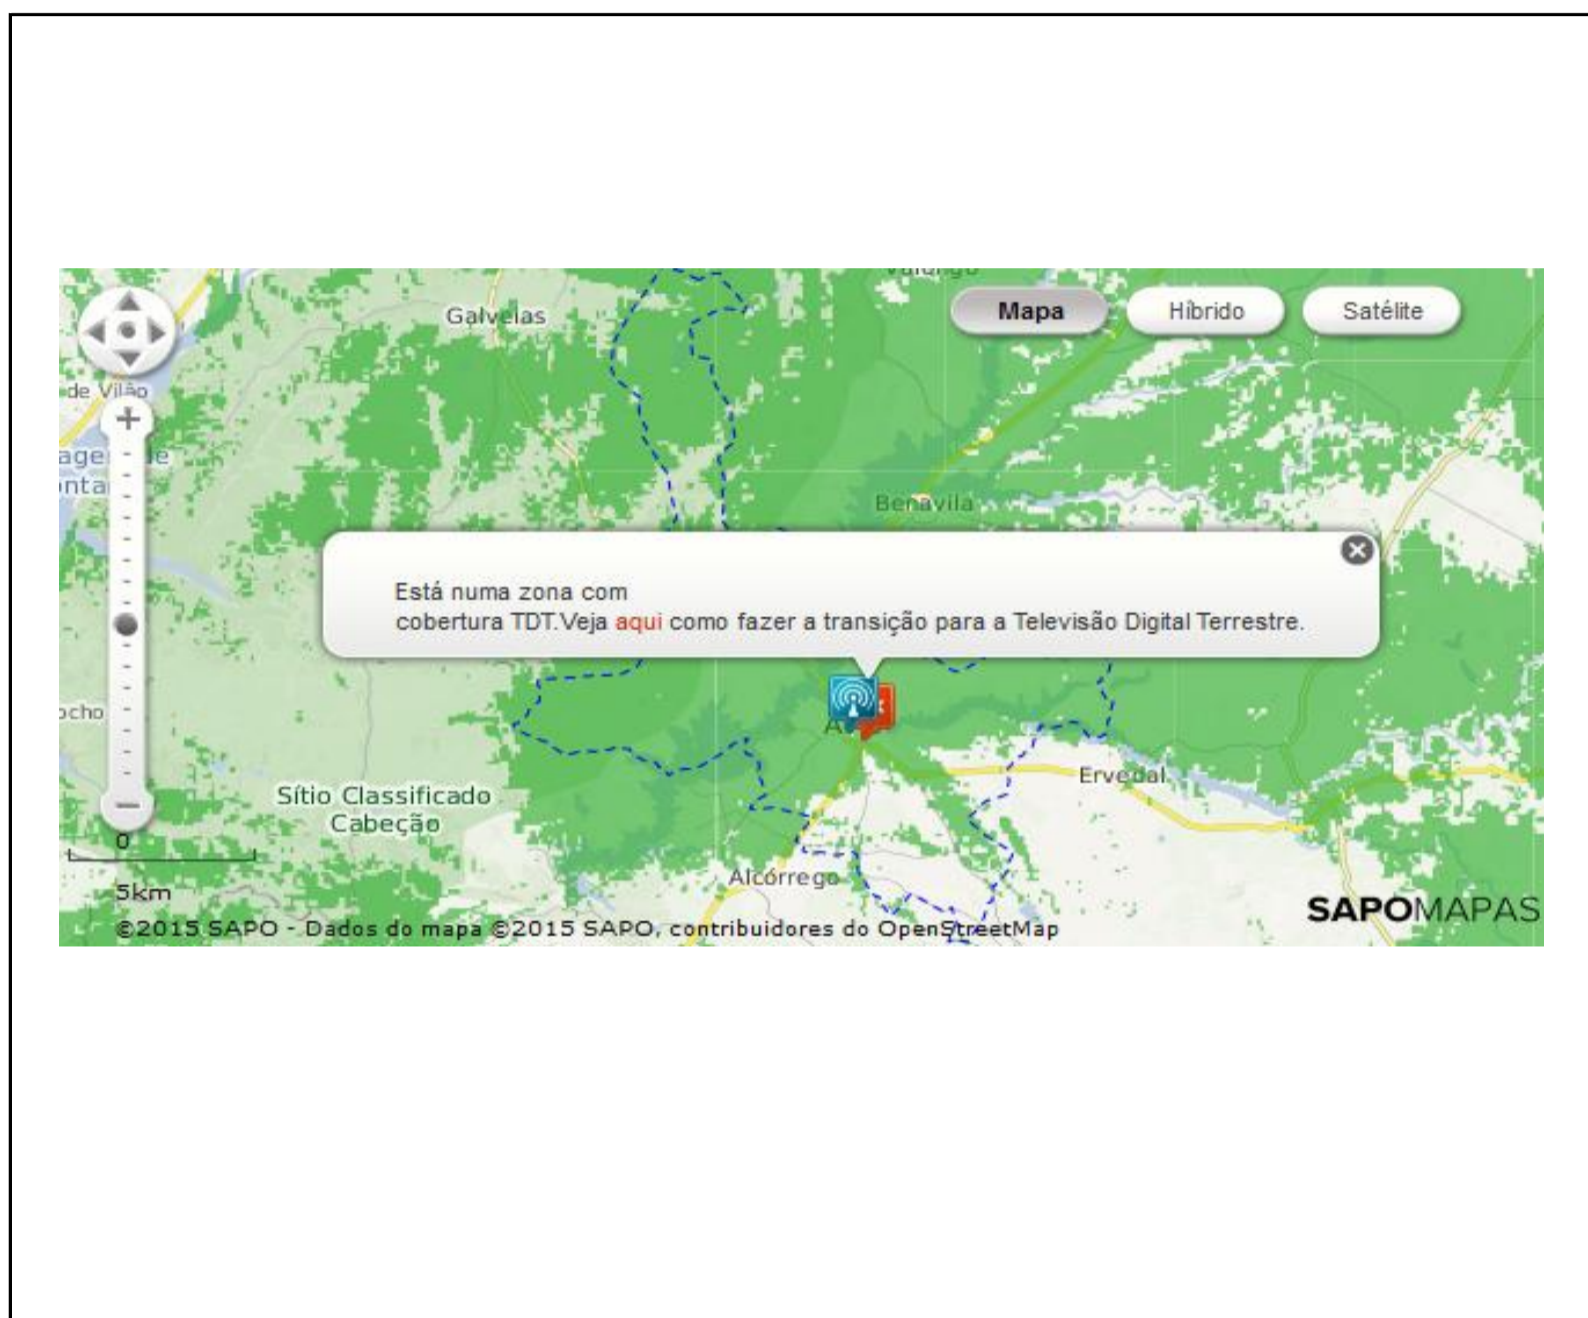 Galveias
Mapa
Híbrido
Satélite
de Vilão
+
Benavila
Está numa zona com
cobertura TDT.Veja aqui como fazer a transição para a Televisão Digital Terrestre.
Ervedal
Sítio Classificado
Cabeção
0
Alcórrego
5km
SAPOMAPAS
©2015 SAPO - Dados do mapa ©2015 SAPO, contribuidores do OpenStreetMap